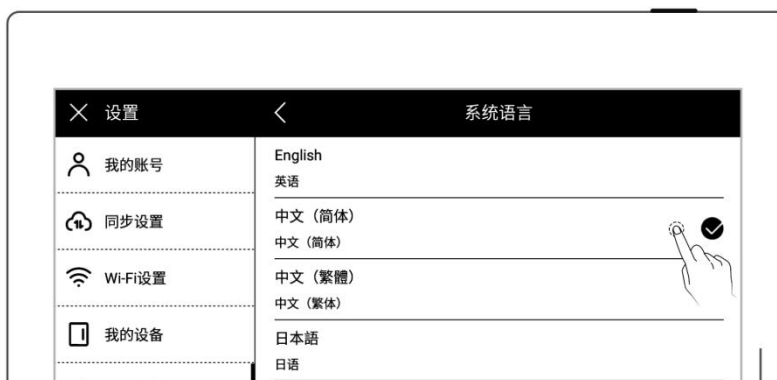 设置
系统语言
我的账号
同步设置
Wi-Fi设置
我的设备
English
英语
中文（简体）
中文（简体）
中文（繁體）
中文（繁体）
日本語
日语